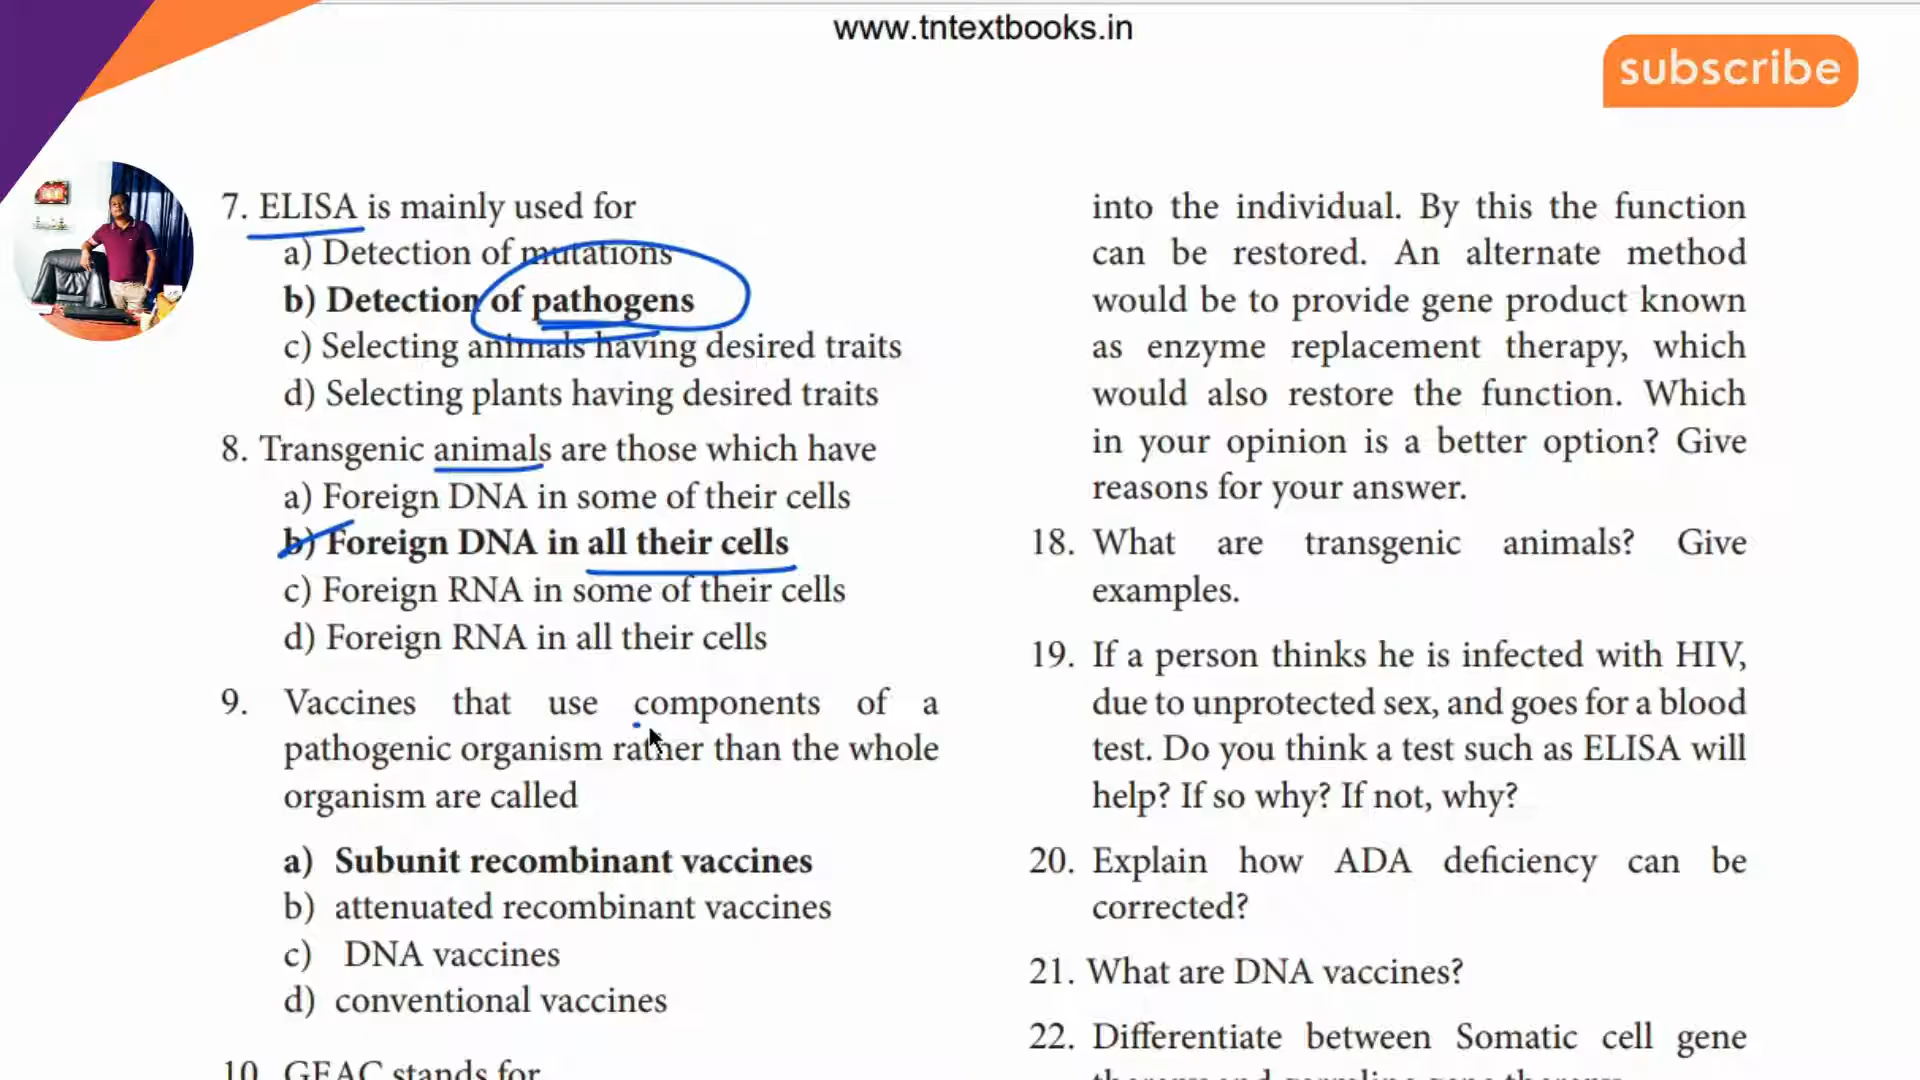 www.tntextbooks.in
subscribe
7. ELISA is mainly used for
a) Detection of mutations
b) Detection of pathogens
c) Selecting animals having desired traits
d) Selecting plants having desired traits
8. Transgenic animals are those which have
a) Foreign DNA in some of their cells
b) Foreign DNA in all their cells
c) Foreign RNA in some of their cells
d) Foreign RNA in all their cells
9. Vaccines that use components of a
pathogenic organism rather than the whole
organism are called
a) Subunit recombinant vaccines
b) attenuated recombinant vaccines
c) DNA vaccines
d) conventional vaccines
10. GEAC stands for
into the individual. By this the function
can be restored. An alternate method
would be to provide gene product known
as enzyme replacement therapy, which
would also restore the function. Which
in your opinion is a better option? Give
reasons for your answer.
18. What are transgenic animals? Give
examples.
19. If a person thinks he is infected with HIV,
due to unprotected sex, and goes for a blood
test. Do you think a test such as ELISA will
help? If so why? If not, why?
20. Explain how ADA deficiency can be
corrected?
21. What are DNA vaccines?
22. Differentiate between Somatic cell gene
therapy and germline gene therapy